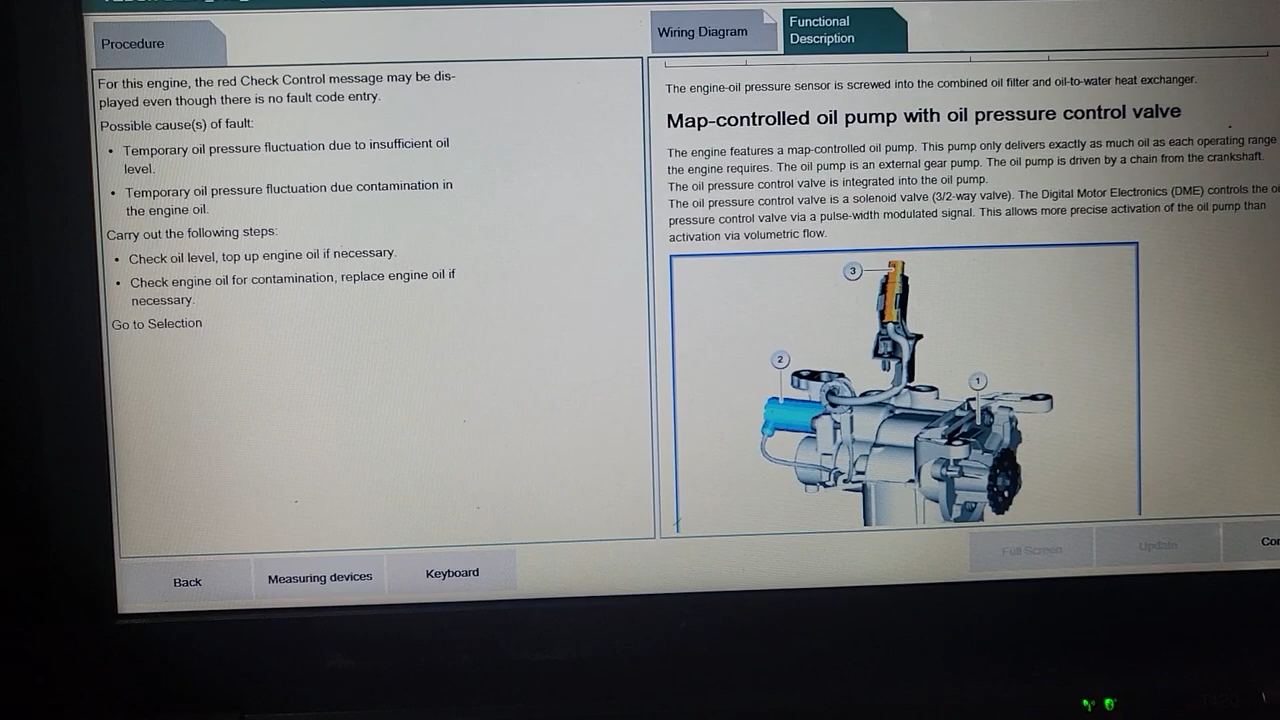 Procedure
Wiring Diagram
Functional
Description
For this engine, the red Check Control message may be dis-
played even though there is no fault code entry.
Possible cause(s) of fault:
• Temporary oil pressure fluctuation due to insufficient oil
level.
• Temporary oil pressure fluctuation due contamination in
the engine oil.
Carry out the following steps:
• Check oil level, top up engine oil if necessary.
• Check engine oil for contamination, replace engine oil if
necessary.
Go to Selection
The engine-oil pressure sensor is screwed into the combined oil filter and oil-to-water heat exchanger.
Map-controlled oil pump with oil pressure control valve
The engine features a map-controlled oil pump. This pump only delivers exactly as much oil as each operating range
the engine requires. The oil pump is an external gear pump. The oil pump is driven by a chain from the crankshaft.
The oil pressure control valve is integrated into the oil pump.
The oil pressure control valve is a solenoid valve (3/2-way valve). The Digital Motor Electronics (DME) controls the
pressure control valve via a pulse-width modulated signal. This allows more precise activation of the oil pump than
activation via volumetric flow.
3
2
1
Back
Measuring devices
Keyboard
Full Screen
Update